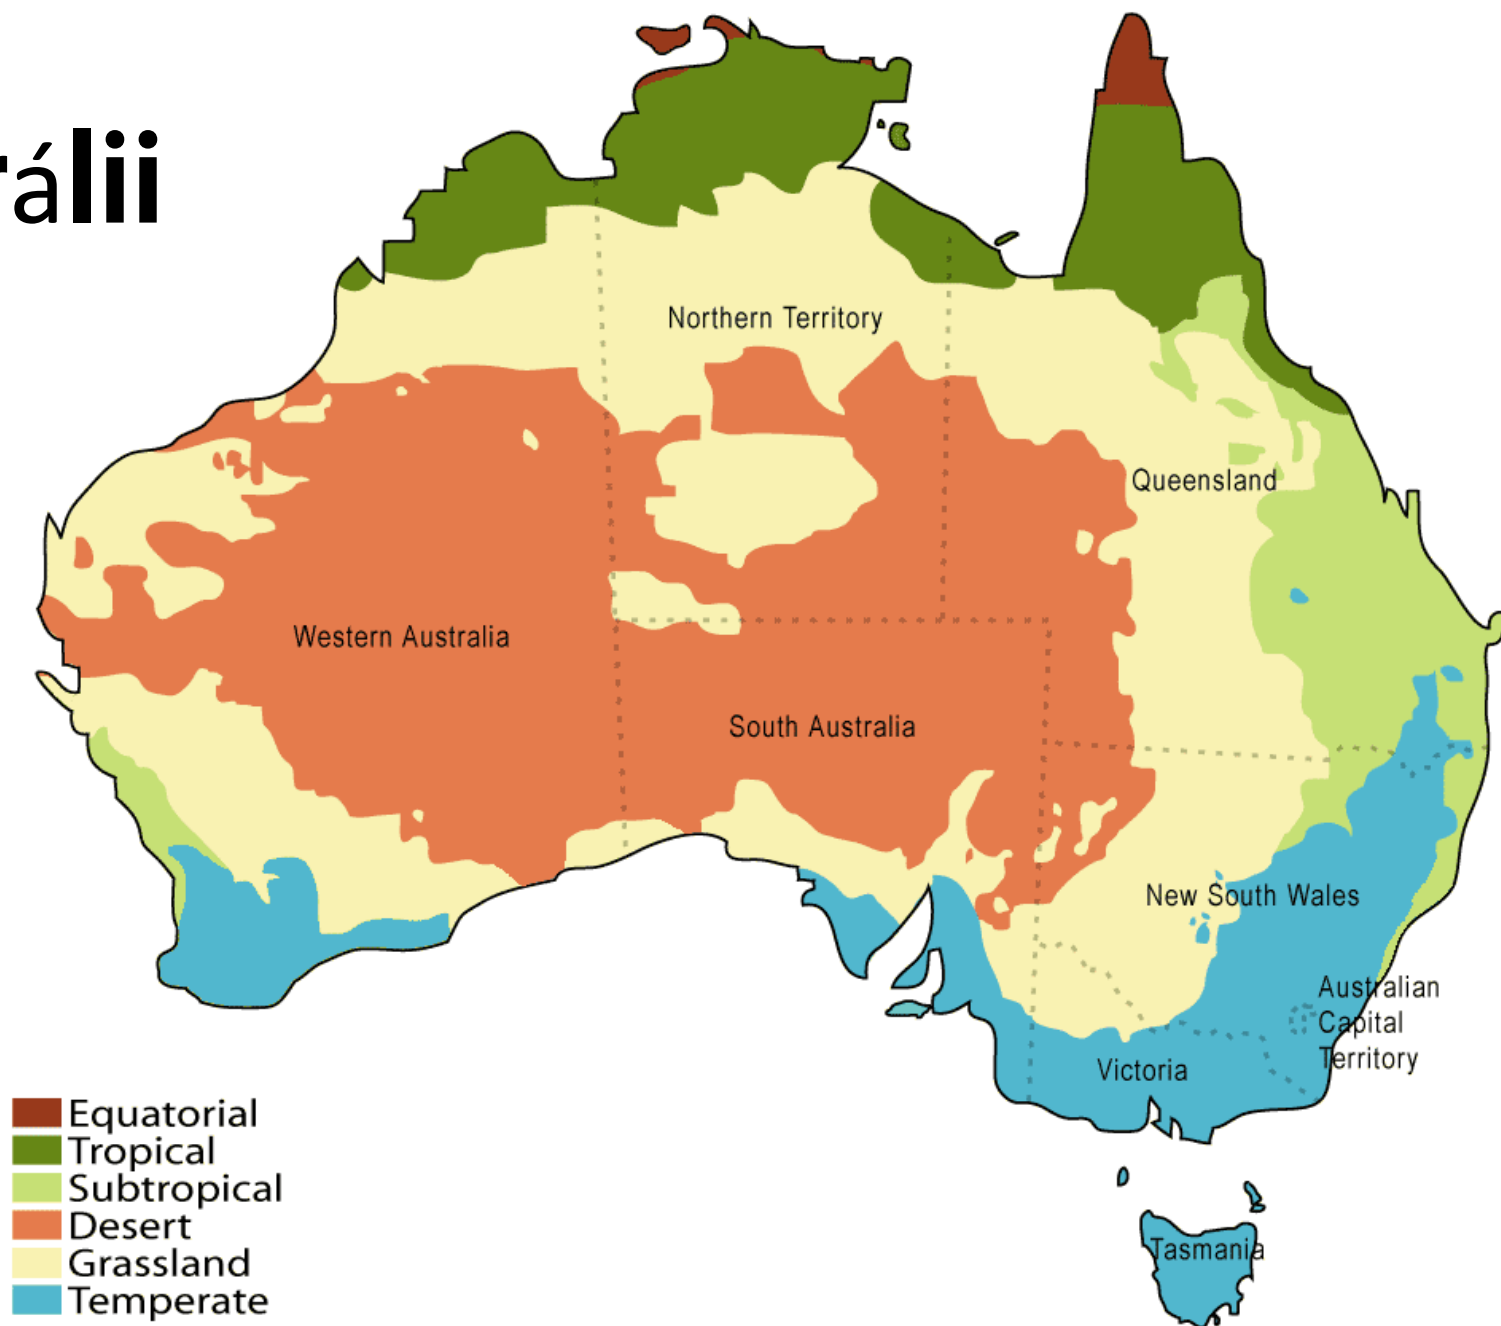 rálii
Northern Territory
Queensland
Western Australia
South Australia
New South Wales
Australian
Capital
Territory
Victoria
Tasmania
Equatorial
Tropical
Subtropical
Desert
Grassland
Temperate